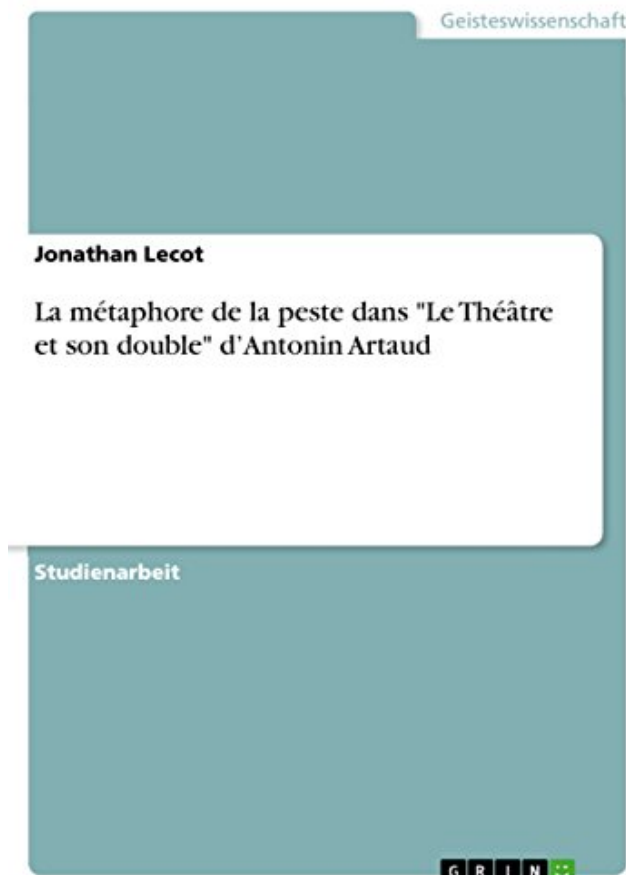 Geisteswissenschaft
Jonathan Lecot
La métaphore de la peste dans "Le Théâtre
et son double" d’Antonin Artaud
Studienarbeit
GRIN